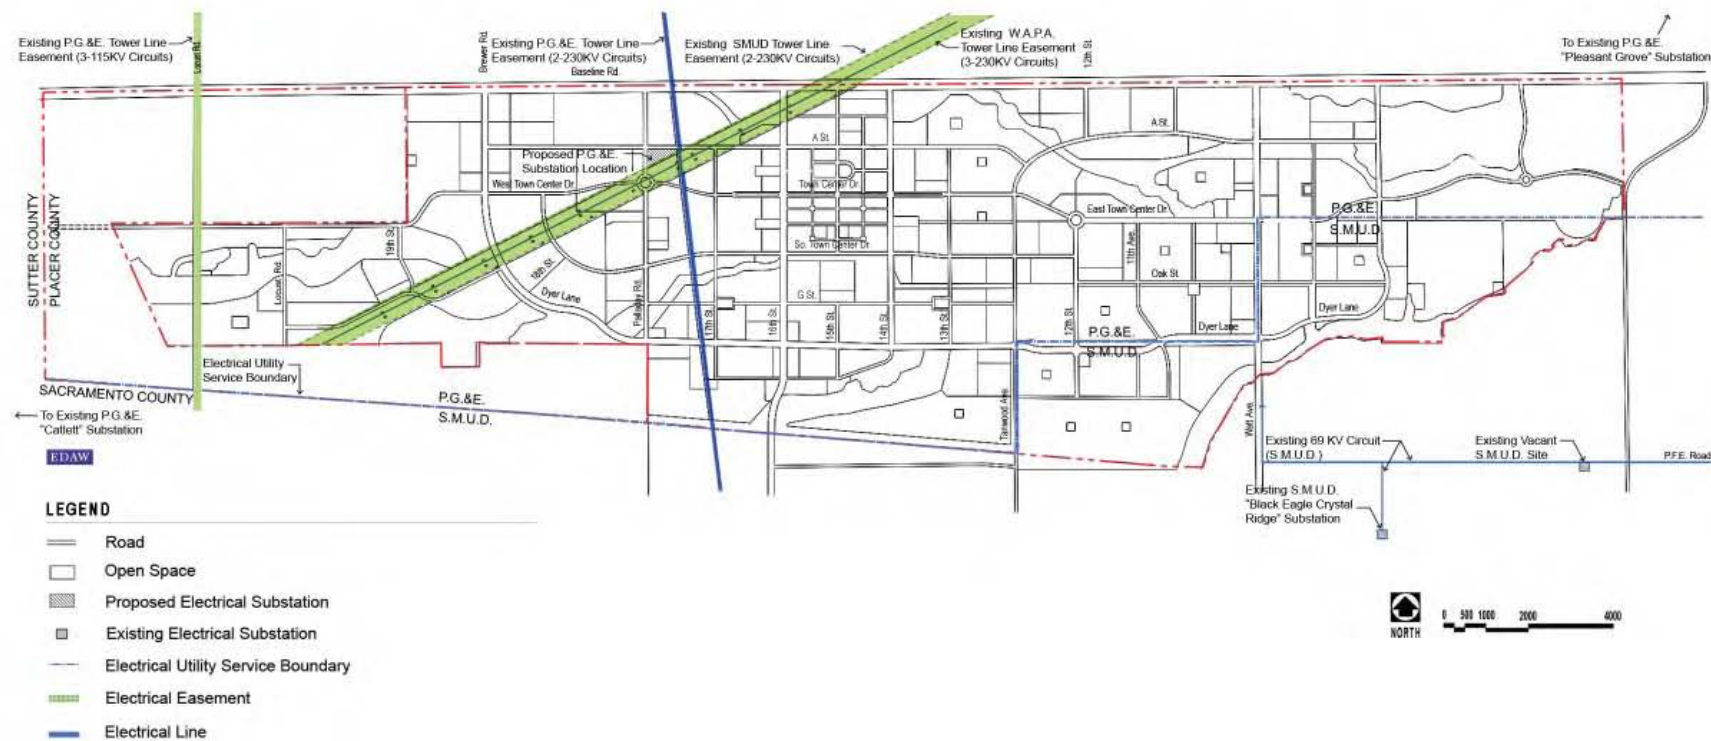 Existing P.G.&E. Tower Line
Easement (3-115KV Circuits)
Locust Rd.
Brewer Rd.
Existing P.G.&E. Tower Line
Easement (2-230KV Circuits)
Baseline Rd.
Existing SMUD Tower Line
Easement (2-230KV Circuits)
Existing W.A.P.A.
Tower Line Easement
(3-230KV Circuits)
12th St.
To Existing P.G.&E.
"Pleasant Grove" Substation
A St.
A St.
Proposed P.G.&E.
Substation Location
West Town Center Dr.
Town Center Dr.
East Town Center Dr.
P.G.&E
S.M.U.D.
SUTTER COUNTY
PLACER COUNTY
19th St.
So. Town Center Dr.
11th Ave.
Oak St.
Locust Rd.
18th St.
Dyer Lane
G St.
Palladay Rd.
17th St.
16th St.
15th St.
14th St.
13th St.
12th St.
Dyer Lane
Dyer Lane
P.G.&E
S.M.U.D.
Electrical Utility
Service Boundary
SACRAMENTO COUNTY
P.G.&E.
S.M.U.D.
To Existing P.G.&E.
"Catlett" Substation
EDAW
Tanwood Ave.
Watt Ave.
Existing 69 KV Circuit
(S.M.U.D.)
Existing Vacant
S.M.U.D. Site
P.F.E. Road
Existing S.M.U.D.
"Black Eagle Crystal
Ridge" Substation
LEGEND
Road
Open Space
Proposed Electrical Substation
Existing Electrical Substation
Electrical Utility Service Boundary
Electrical Easement
Electrical Line
NORTH
0 500 1000 2000 4000